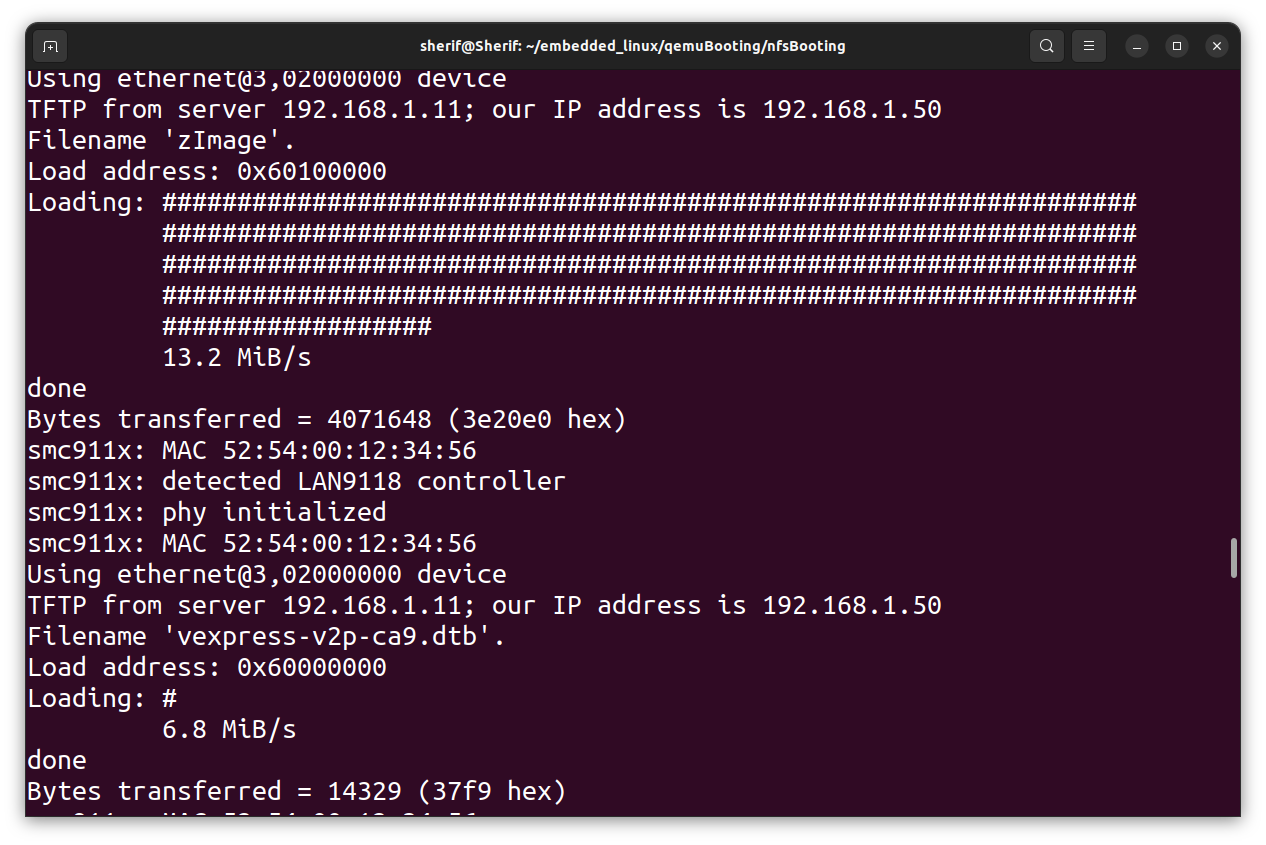 sherif@Sherif: ~/embedded_linux/qemuBooting/nfsBooting
Using ethernet@3,02000000 device
TFTP from server 192.168.1.11; our IP address is 192.168.1.50
Filename 'zImage'.
Load address: 0x60100000
Loading: #################################################################
         #################################################################
         #################################################################
         #################################################################
         ##################
         13.2 MiB/s
done
Bytes transferred = 4071648 (3e20e0 hex)
smc911x: MAC 52:54:00:12:34:56
smc911x: detected LAN9118 controller
smc911x: phy initialized
smc911x: MAC 52:54:00:12:34:56
Using ethernet@3,02000000 device
TFTP from server 192.168.1.11; our IP address is 192.168.1.50
Filename 'vexpress-v2p-ca9.dtb'.
Load address: 0x60000000
Loading: #
         6.8 MiB/s
done
Bytes transferred = 14329 (37f9 hex)